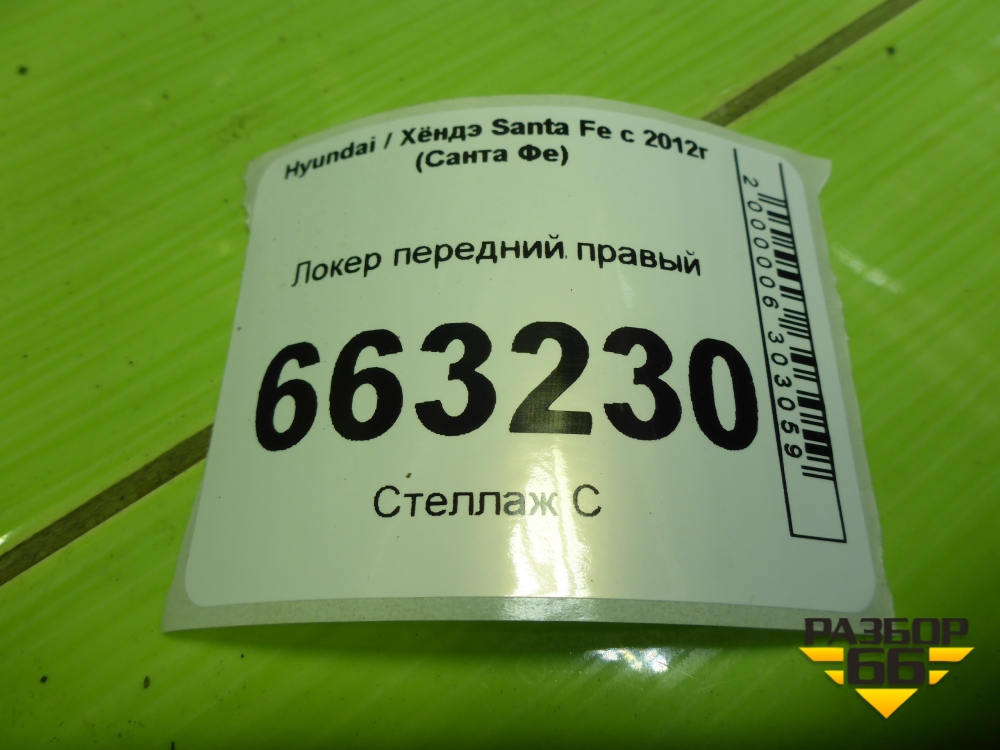 Hyundai / Хёндэ Santa Fe с 2012г
(Санта Фе)
Локер передний правый
663230
Стеллаж С
2000006303059
РАЗБОР
66